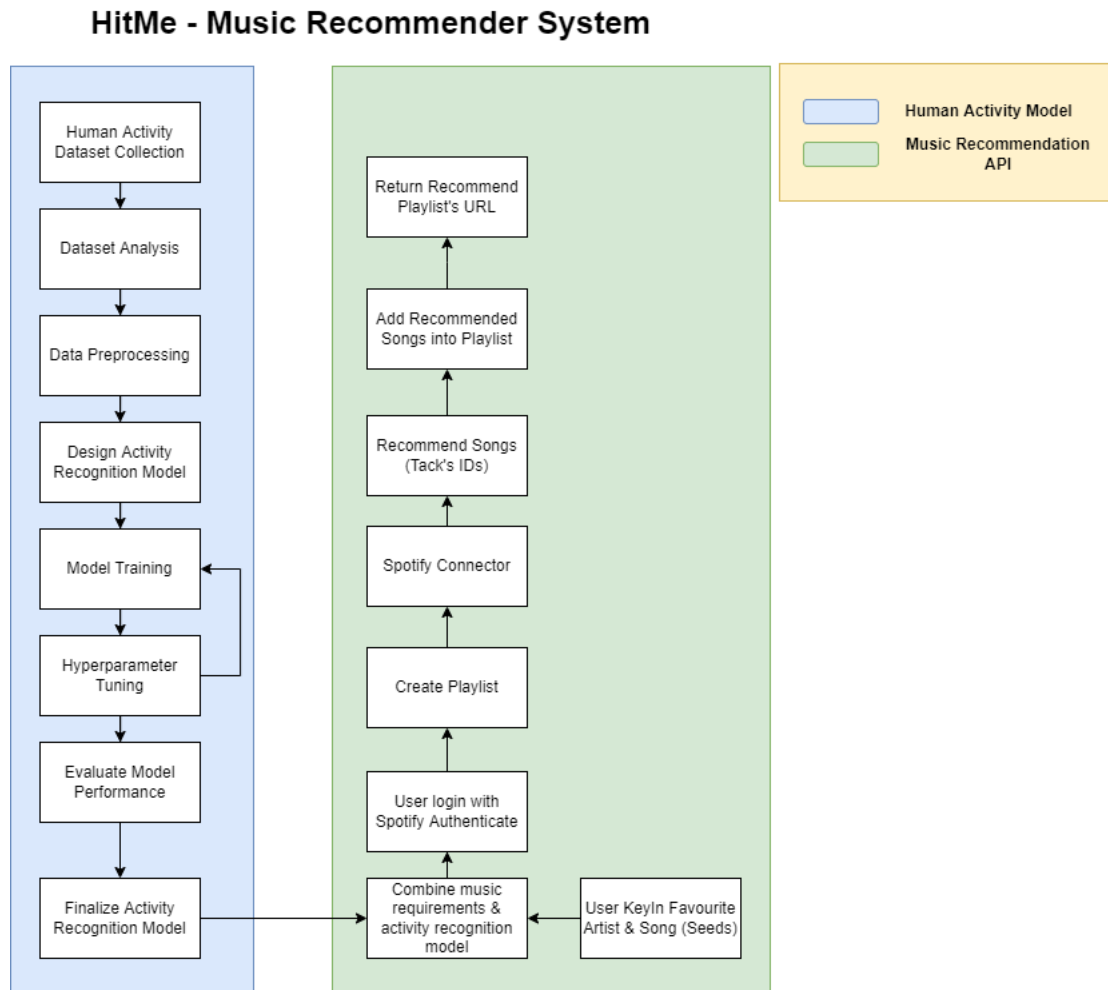 HitMe - Music Recommender System
Human Activity
Dataset Collection
Dataset Analysis
Data Preprocessing
Design Activity
Recognition Model
Model Training
Hyperparameter
Tuning
Evaluate Model
Performance
Finalize Activity
Recognition Model
Return Recommend
Playlist's URL
Add Recommended
Songs into Playlist
Recommend Songs
(Tack's IDs)
Spotify Connector
Create Playlist
User login with
Spotify Authenticate
Combine music
requirements &
activity recognition
model
User KeyIn Favourite
Artist & Song (Seeds)
Human Activity Model
Music Recommendation
API